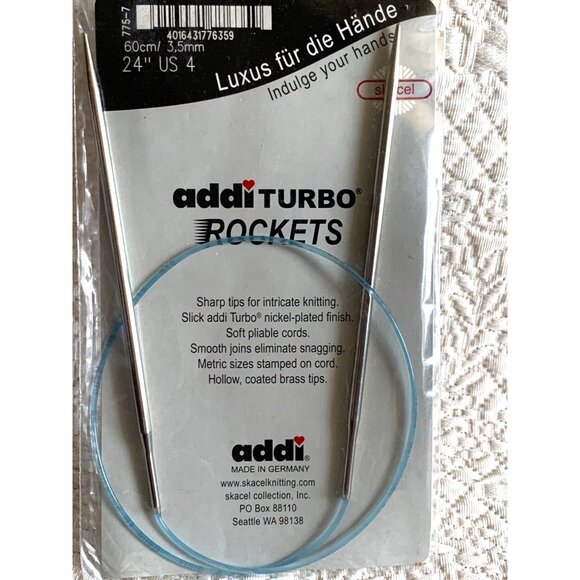 775-7
4016431776359
60cm/ 3,5mm
24" US 4
Luxus für die Hände
Indulge your hands
skacel
addi TURBO®
ROCKETS
Sharp tips for intricate knitting.
Slick addi Turbo® nickel-plated finish.
Soft pliable cords.
Smooth joins eliminate snagging.
Metric sizes stamped on cord.
Hollow, coated brass tips.
addi®
MADE IN GERMANY
www.skacelknitting.com
skacel collection, Inc.
PO Box 88110
Seattle WA 98138